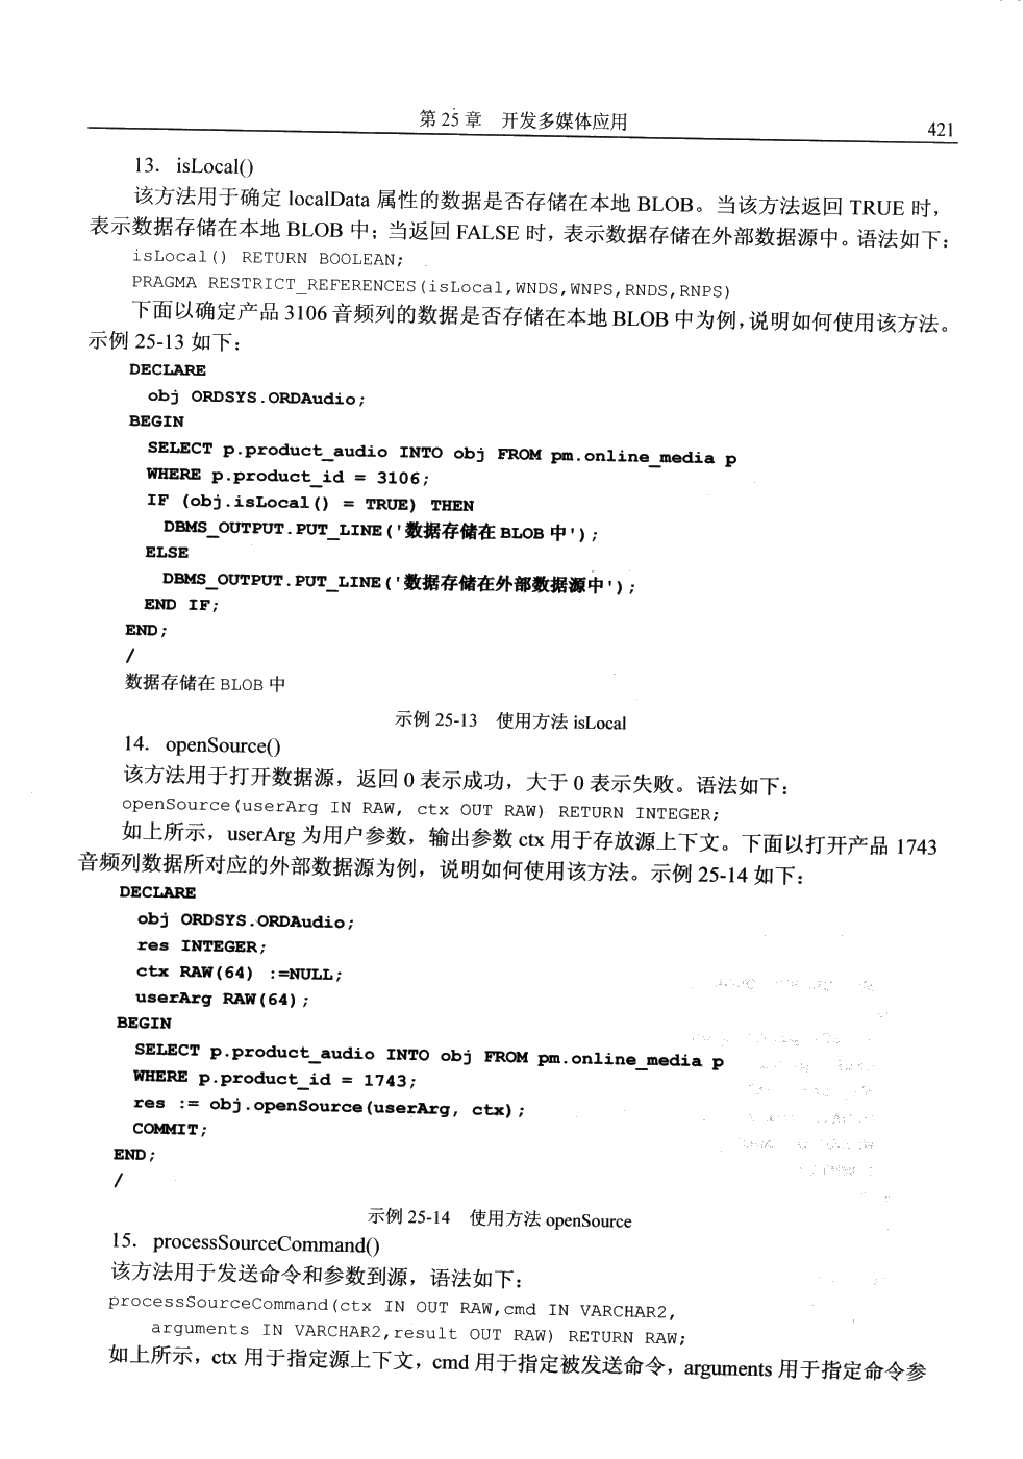 第 25 章 开发多媒体应用
421
13. isLocal()
该方法用于确定 localData 属性的数据是否存储在本地 BLOB。当该方法返回 TRUE 时,
表示数据存储在本地 BLOB 中; 当返回 FALSE 时, 表示数据存储在外部数据源中。语法如下:
isLocal() RETURN BOOLEAN;
PRAGMA RESTRICT_REFERENCES(isLocal,WNDS,WNPS,RNDS,RNPS)
下面以确定产品 3106 音频列的数据是否存储在本地 BLOB 中为例, 说明如何使用该方法。
示例 25-13 如下:
DECLARE
obj ORDSYS.ORDAudio;
BEGIN
SELECT p.product_audio INTO obj FROM pm.online_media p
WHERE p.product_id = 3106;
IF (obj.isLocal() = TRUE) THEN
DBMS_OUTPUT.PUT_LINE('数据存储在 BLOB 中');
ELSE
DBMS_OUTPUT.PUT_LINE('数据存储在外部数据源中');
END IF;
END;
/
数据存储在 BLOB 中
示例 25-13 使用方法 isLocal
14. openSource()
该方法用于打开数据源, 返回 0 表示成功, 大于 0 表示失败。语法如下:
openSource(userArg IN RAW, ctx OUT RAW) RETURN INTEGER;
如上所示, userArg 为用户参数, 输出参数 ctx 用于存放源上下文。下面以打开产品 1743
音频列数据所对应的外部数据源为例, 说明如何使用该方法。示例 25-14 如下:
DECLARE
obj ORDSYS.ORDAudio;
res INTEGER;
ctx RAW(64) :=NULL;
userArg RAW(64);
BEGIN
SELECT p.product_audio INTO obj FROM pm.online_media p
WHERE p.product_id = 1743;
res := obj.openSource(userArg, ctx);
COMMIT;
END;
/
示例 25-14 使用方法 openSource
15. processSourceCommand()
该方法用于发送命令和参数到源, 语法如下:
processSourceCommand(ctx IN OUT RAW,cmd IN VARCHAR2,
arguments IN VARCHAR2,result OUT RAW) RETURN RAW;
如上所示, ctx 用于指定源上下文, cmd 用于指定被发送命令, arguments 用于指定命令参